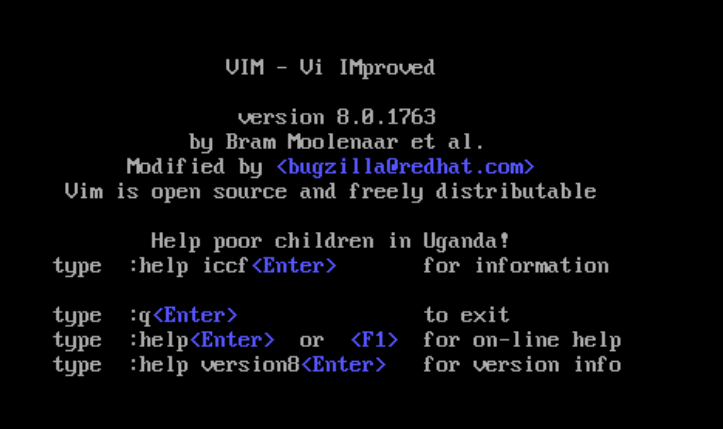 VIM - Vi IMproved
version 8.0.1763
by Bram Moolenaar et al.
Modified by <bugzilla@redhat.com>
Vim is open source and freely distributable
Help poor children in Uganda!
type :help iccf<Enter> for information
type :q<Enter> to exit
type :help<Enter> or <F1> for on-line help
type :help version8<Enter> for version info